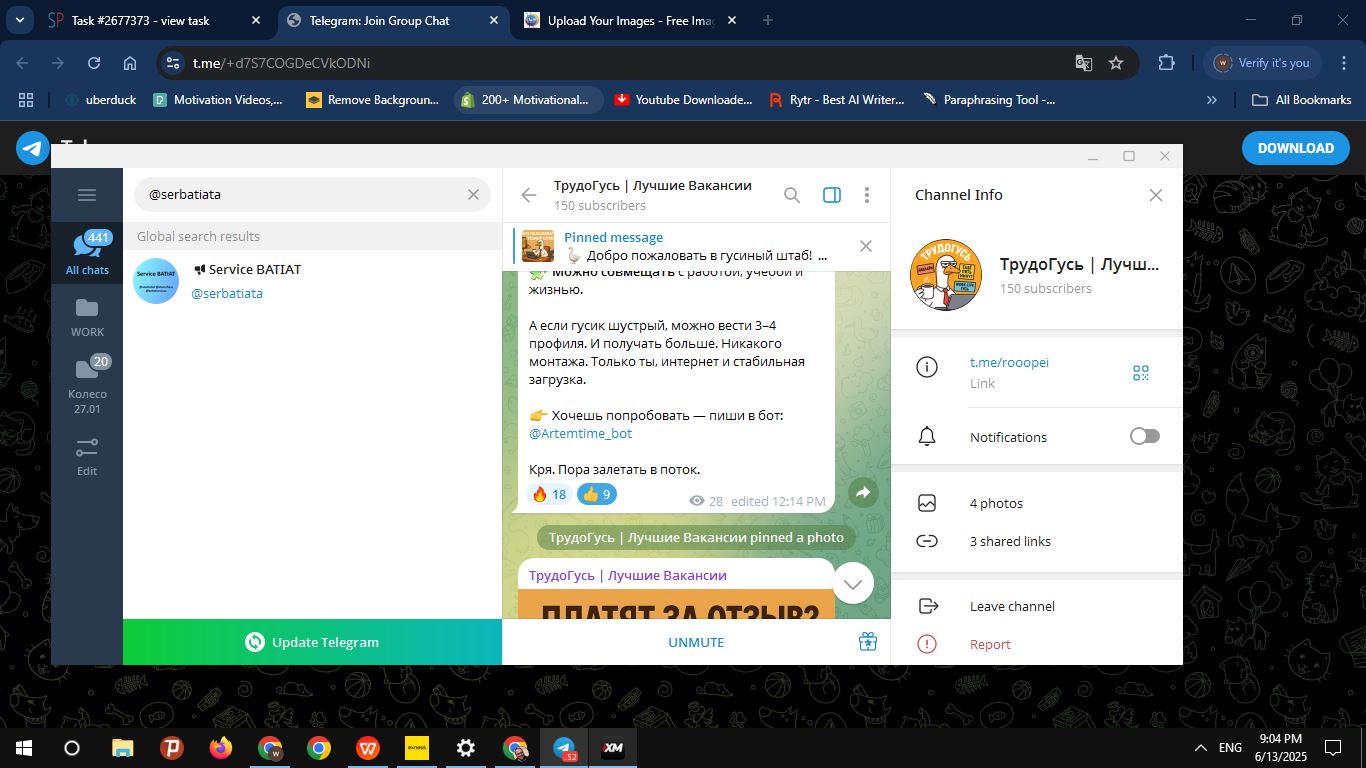 Task #2677373 - view task
Telegram: Join Group Chat
Upload Your Images - Free Ima
t.me/+d7S7COGDeCVkODNi
Verify it's you
uberduck
Motivation Videos,...
Remove Backgroun...
200+ Motivational...
Youtube Downloade...
Rytr - Best AI Writer...
Paraphrasing Tool -...
»
All Bookmarks
DOWNLOAD
@serbatiata
ТрудоГусь | Лучшие Вакансии
150 subscribers
Channel Info
441
All chats
WORK
20
Колесо
27.01
Edit
Global search results
Service BATIAT
@serbatiata
Pinned message
Добро пожаловать в гусиный штаб! ...
Можно совмещать с работой, учебой и
жизнью.
А если гусик шустрый, можно вести 3–4
профиля. И получать больше. Никакого
монтажа. Только ты, интернет и стабильная
загрузка.
👉 Хочешь попробовать — пиши в бот:
@Artemtime_bot
Кря. Пора залетать в поток.
🔥 18
👍 9
28 edited 12:14 PM
ТрудоГусь | Лучшие Вакансии pinned a photo
ТрудоГусь | Лучшие Вакансии
ПЛАТЯТ ЗА ОТЗЫВ?
Update Telegram
UNMUTE
ТРУДОГУСЬ
ТрудоГусь | Лучш...
150 subscribers
t.me/rooopei
Link
Notifications
4 photos
3 shared links
Leave channel
Report
ENG
9:04 PM
6/13/2025